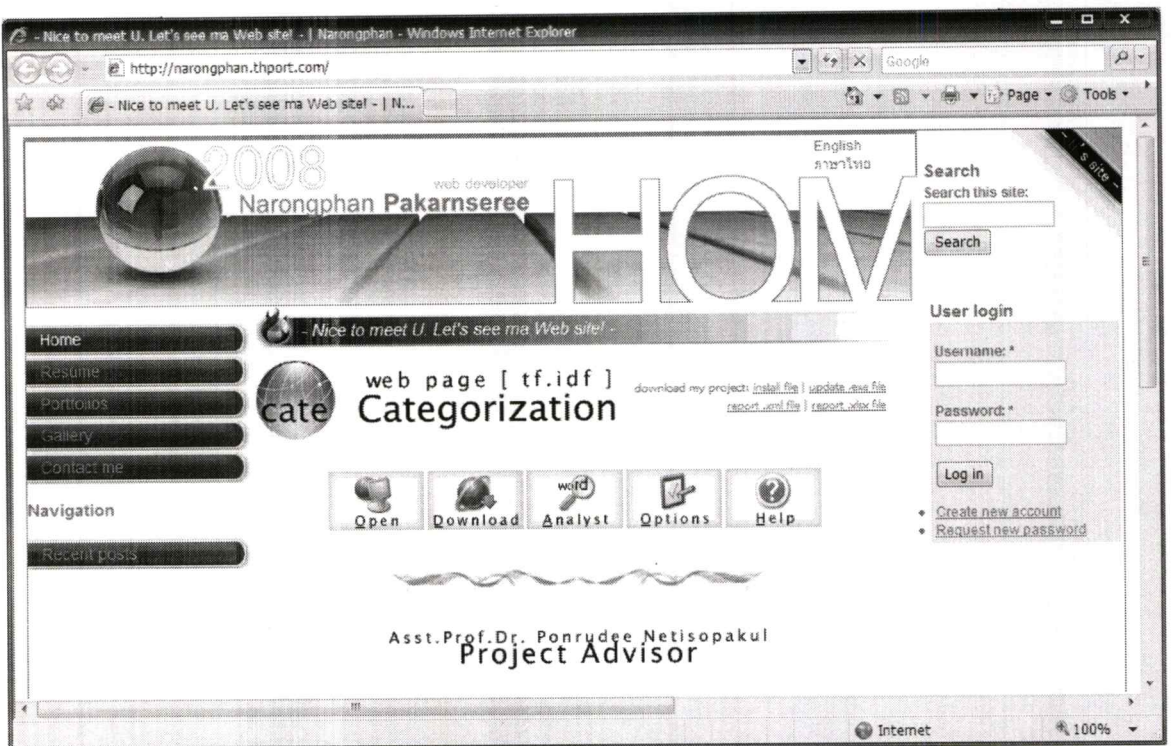 - Nice to meet U. Let's see ma Web site! - | Narongphan - Windows Internet Explorer
http://narongphan.thport.com/
Google
- Nice to meet U. Let's see ma Web site! - | N...
Page
Tools
2008
web developer
Narongphan Pakarnseree
HOM
English
ภาษาไทย
's site -
Search
Search this site:
Search
Home
Resume
Portfolios
Gallery
Contact me
Navigation
Recent posts
- Nice to meet U. Let's see ma Web site! -
cate
web page [ tf.idf ]
Categorization
download my project: install file | update .exe file
report .xml file | report .xlsx file
word
Open
Download
Analyst
Options
Help
Asst.Prof.Dr. Ponrudee Netisopakul
Project Advisor
User login
Username: *
Password: *
Log in
Create new account
Request new password
Internet
100%